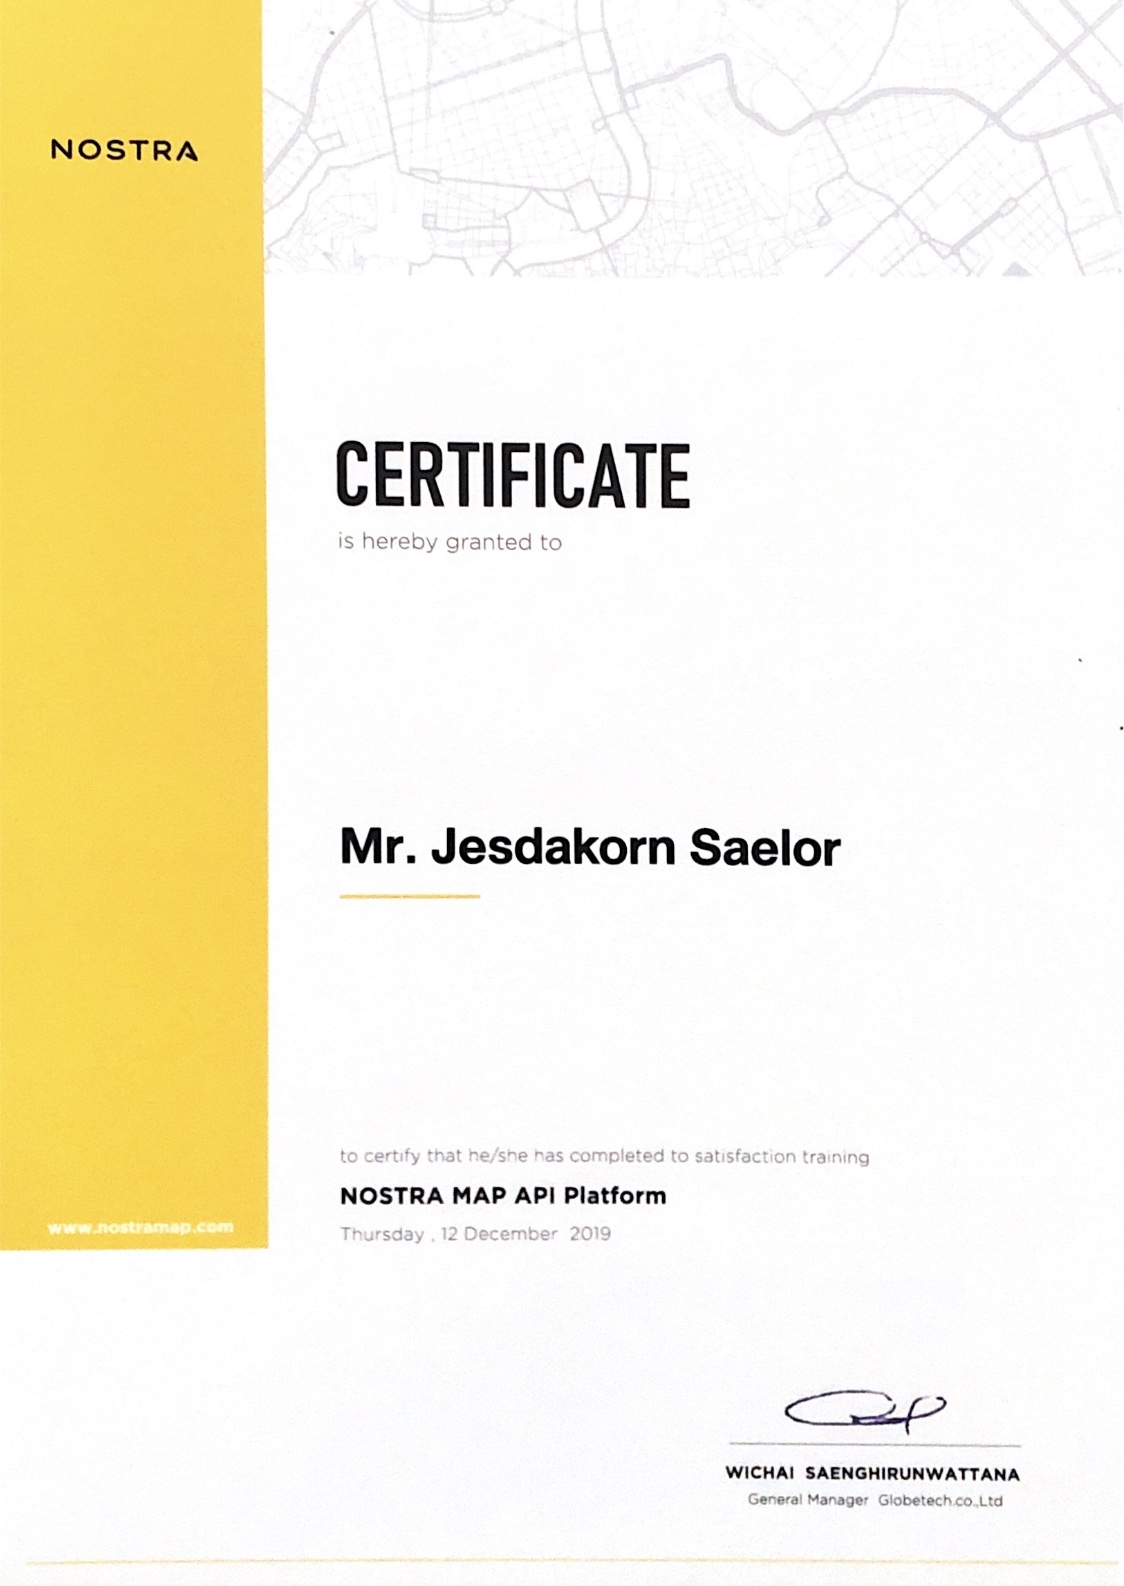 NOSTRA
CERTIFICATE
is hereby granted to
Mr. Jesdakorn Saelor
to certify that he/she has completed to satisfaction training
NOSTRA MAP API Platform
www.nostramap.com
Thursday , 12 December 2019
WICHAI SAENGHIRUNWATTANA
General Manager Globetech.co.,Ltd